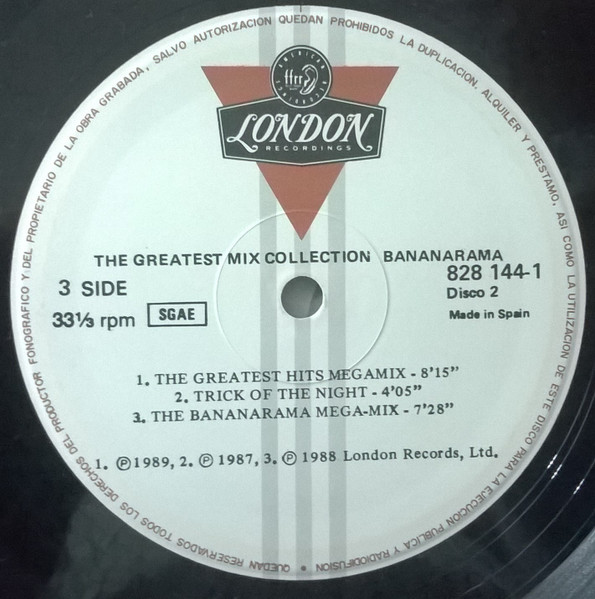 QUEDAN RESERVADOS TODOS LOS DERECHOS DEL PRODUCTOR FONOGRAFICO Y DEL PROPIETARIO DE LA OBRA GRABADA, SALVO AUTORIZACION QUEDAN PROHIBIDOS LA DUPLICACION, ALQUILER Y PRESTAMO, ASI COMO LA UTILIZACION DE ESTE DISCO PARA LA EJECUCION PUBLICA Y RADIODIFUSION •
AMERICAN RECORDINGS
ffrr
LONDON
RECORDINGS
THE GREATEST MIX COLLECTION BANANARAMA
3 SIDE
828 144-1
Disco 2
33⅓ rpm
SGAE
Made in Spain
1. THE GREATEST HITS MEGAMIX - 8'15"
2. TRICK OF THE NIGHT - 4'05"
3. THE BANANARAMA MEGA-MIX - 7'28"
1. ℗ 1989, 2. ℗ 1987, 3. ℗ 1988 London Records, Ltd.